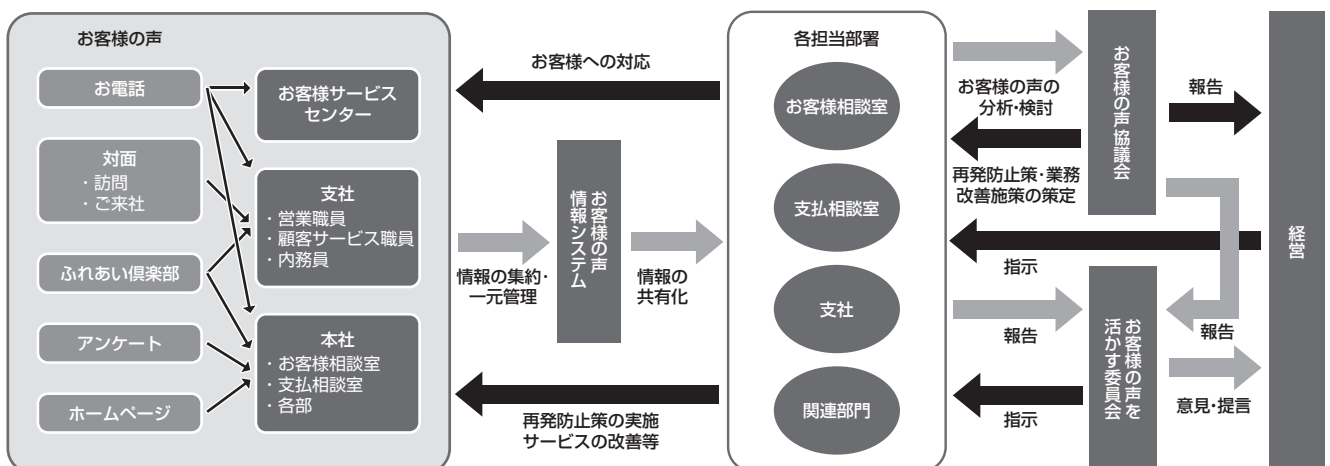 お客様の声
お電話
対面
・訪問
・ご来社
ふれあい倶楽部
アンケート
ホームページ
お客様サービス
センター
支社
・営業職員
・顧客サービス職員
・内務員
本社
・お客様相談室
・支払相談室
・各部
お客様への対応
情報の集約・
一元管理
お客様の声
情報システム
情報の
共有化
再発防止策の実施
サービスの改善等
各担当部署
お客様相談室
支払相談室
支社
関連部門
お客様の声の
分析・検討
再発防止策・業務
改善施策の策定
指示
報告
指示
お客様の声協議会
お客様の声を
活かす委員会
報告
報告
意見・提言
経営